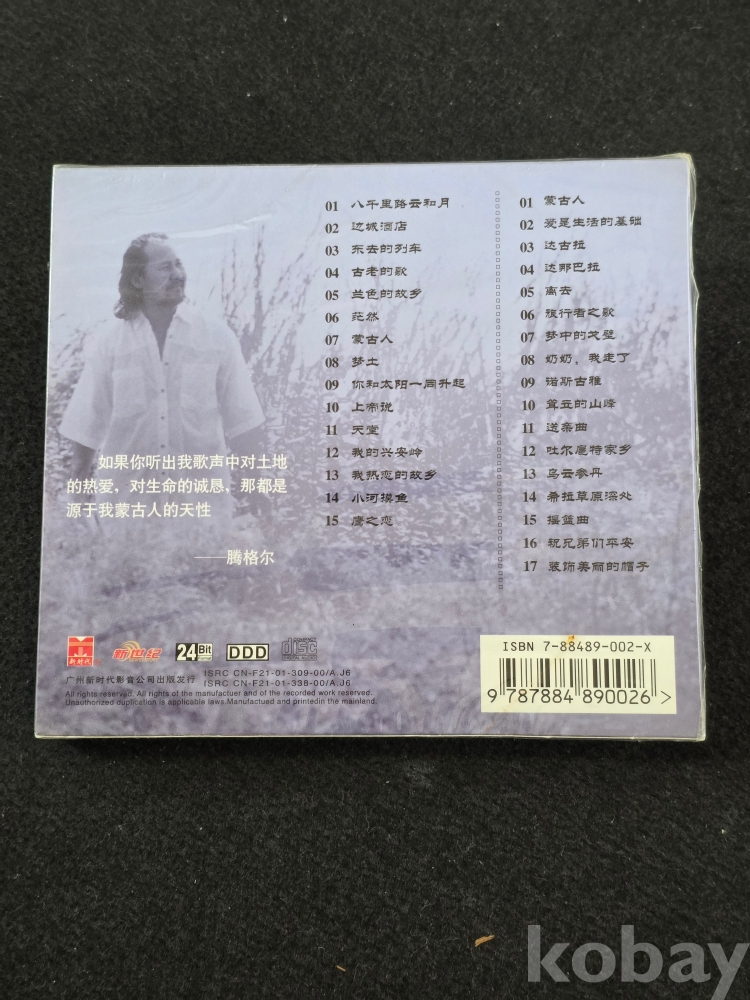 01 八千里路云和月
02 边城酒店
03 东去的列车
04 古老的歌
05 兰色的故乡
06 茫然
07 蒙古人
08 梦土
09 你和太阳一同升起
10 上帝说
11 天堂
12 我的兴安岭
13 我热恋的故乡
14 小河摸鱼
15 鹰之恋
01 蒙古人
02 爱是生活的基础
03 达古拉
04 达那巴拉
05 离去
06 旅行者之歌
07 梦中的戈壁
08 奶奶，我走了
09 诺斯古雅
10 耸立的山峰
11 送亲曲
12 吐尔扈特家乡
13 乌云参丹
14 希拉草原深处
15 摇篮曲
16 祝兄弟们平安
17 装饰美丽的帽子
如果你听出我歌声中对土地
的热爱，对生命的诚恳，那都是
源于我蒙古人的天性
——腾格尔
新时代
新世纪
24Bit
DDD
COMPACT
disc
DIGITAL AUDIO
广州新时代影音公司出版发行
ISRC CN-F21-01-309-00/A.J6
ISRC CN-F21-01-338-00/A.J6
All rights reserved. All rights of the manufactuer and of the recorded work reserved.
Unauthorized duplication is applicable laws.Manufactued and printedin the mainland.
ISBN 7-88489-002-X
9 787884 890026 >
kobay